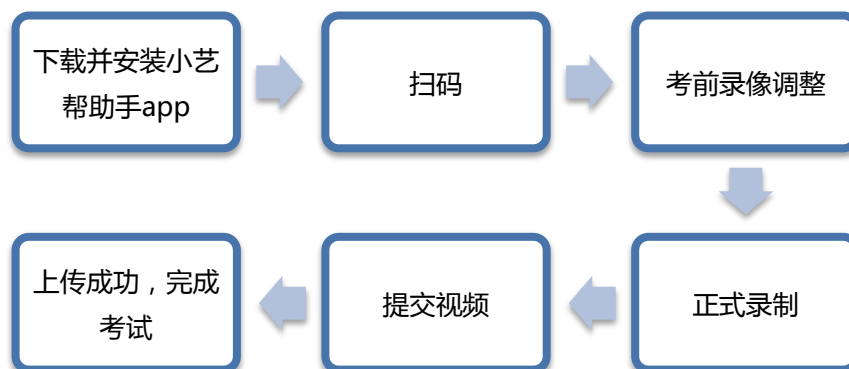 下载并安装小艺
帮助手app
扫码
考前录像调整
正式录制
提交视频
上传成功，完成
考试